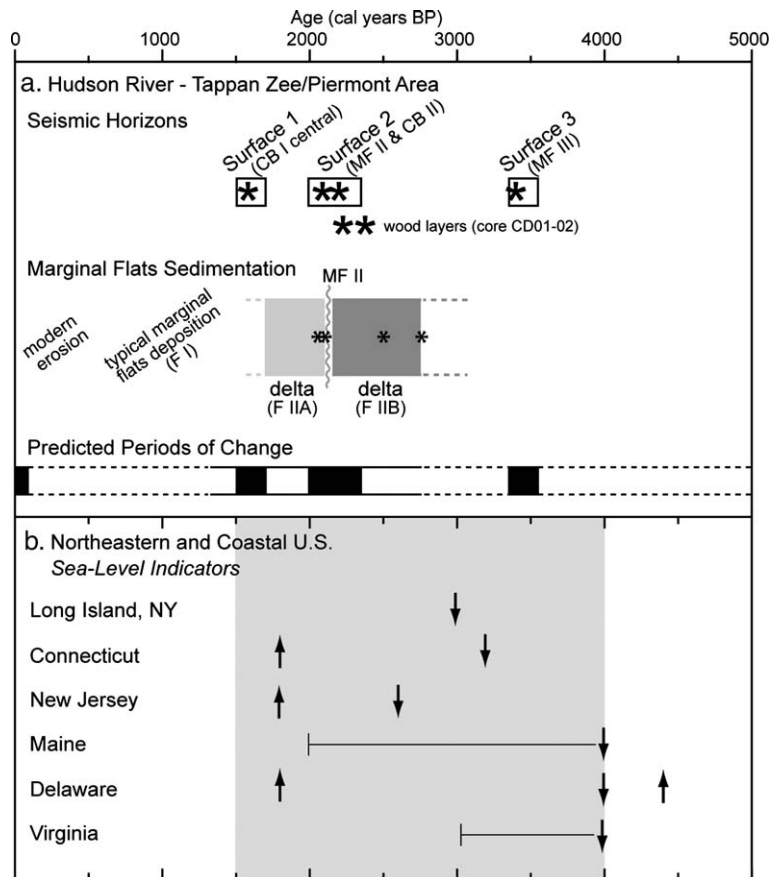 Age (cal years BP)
0 1000 2000 3000 4000 5000
a. Hudson River - Tappan Zee/Piermont Area
Seismic Horizons
Surface 1
(CB I central)
Surface 2
(MF II & CB II)
Surface 3
(MF III)
wood layers (core CD01-02)
Marginal Flats Sedimentation
MF II
modern
erosion
typical marginal
flats deposition
(F I)
delta
(F IIA)
delta
(F IIB)
Predicted Periods of Change
b. Northeastern and Coastal U.S.
Sea-Level Indicators
Long Island, NY
Connecticut
New Jersey
Maine
Delaware
Virginia